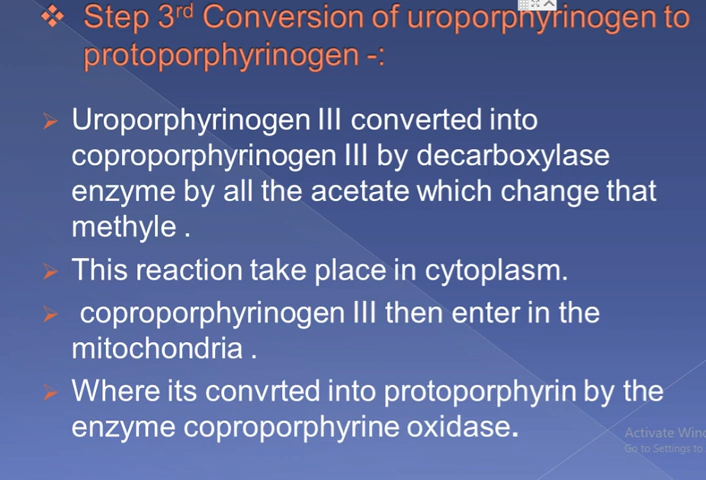 Step 3rd Conversion of uroporphyrinogen to
protoporphyrinogen -:
Uroporphyrinogen III converted into
coproporphyrinogen III by decarboxylase
enzyme by all the acetate which change that
methyle .
This reaction take place in cytoplasm.
coproporphyrinogen III then enter in the
mitochondria .
Where its convrted into protoporphyrin by the
enzyme coproporphyrine oxidase.
Activate Wind
Go to Settings to